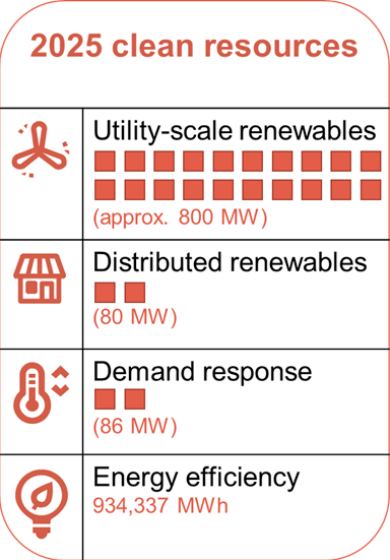 2025 clean resources
Utility-scale renewables
(approx. 800 MW)
Distributed renewables
(80 MW)
Demand response
(86 MW)
Energy efficiency
934,337 MWh